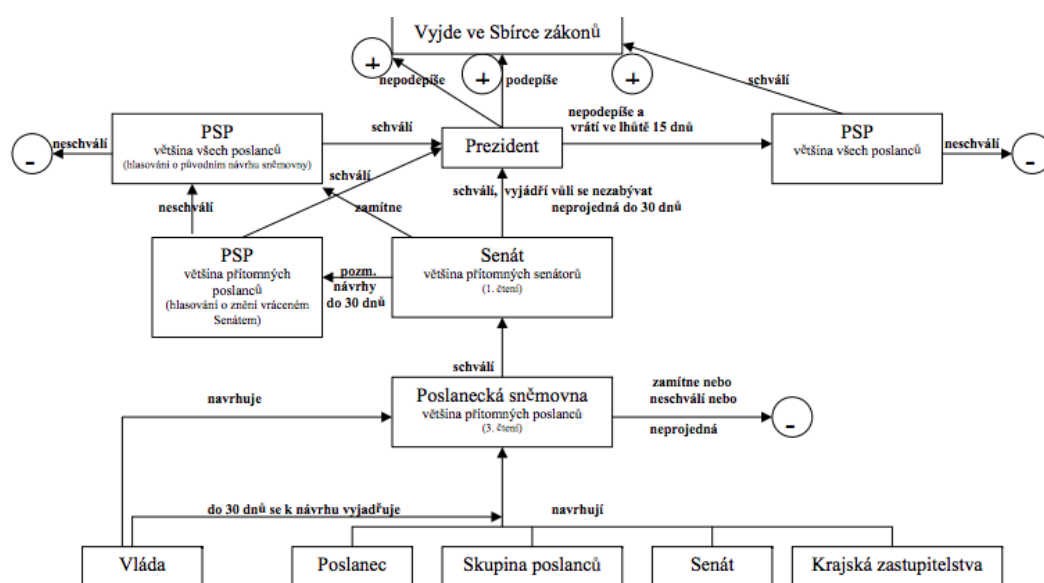 Vyjde ve Sbírce zákonů
+
+
+
nepodepíše
podepíše
schválí
nepodepíše a
vrátí ve lhůtě 15 dnů
neschválí
-
PSP
většina všech poslanců
(hlasování o původním návrhu sněmovny)
schválí
Prezident
PSP
většina všech poslanců
neschválí
-
schválí
schválí, vyjádří vůli se nezabývat
neprojedná do 30 dnů
neschválí
zamítne
PSP
většina přítomných
poslanců
(hlasování o znění vráceném
Senátem)
pozm.
návrhy
do 30 dnů
Senát
většina přítomných senátorů
(1. čtení)
schválí
navrhuje
Poslanecká sněmovna
většina přítomných poslanců
(3. čtení)
zamítne nebo
neschválí nebo
neprojedná
-
do 30 dnů se k návrhu vyjadřuje
navrhují
Vláda
Poslanec
Skupina poslanců
Senát
Krajská zastupitelstva